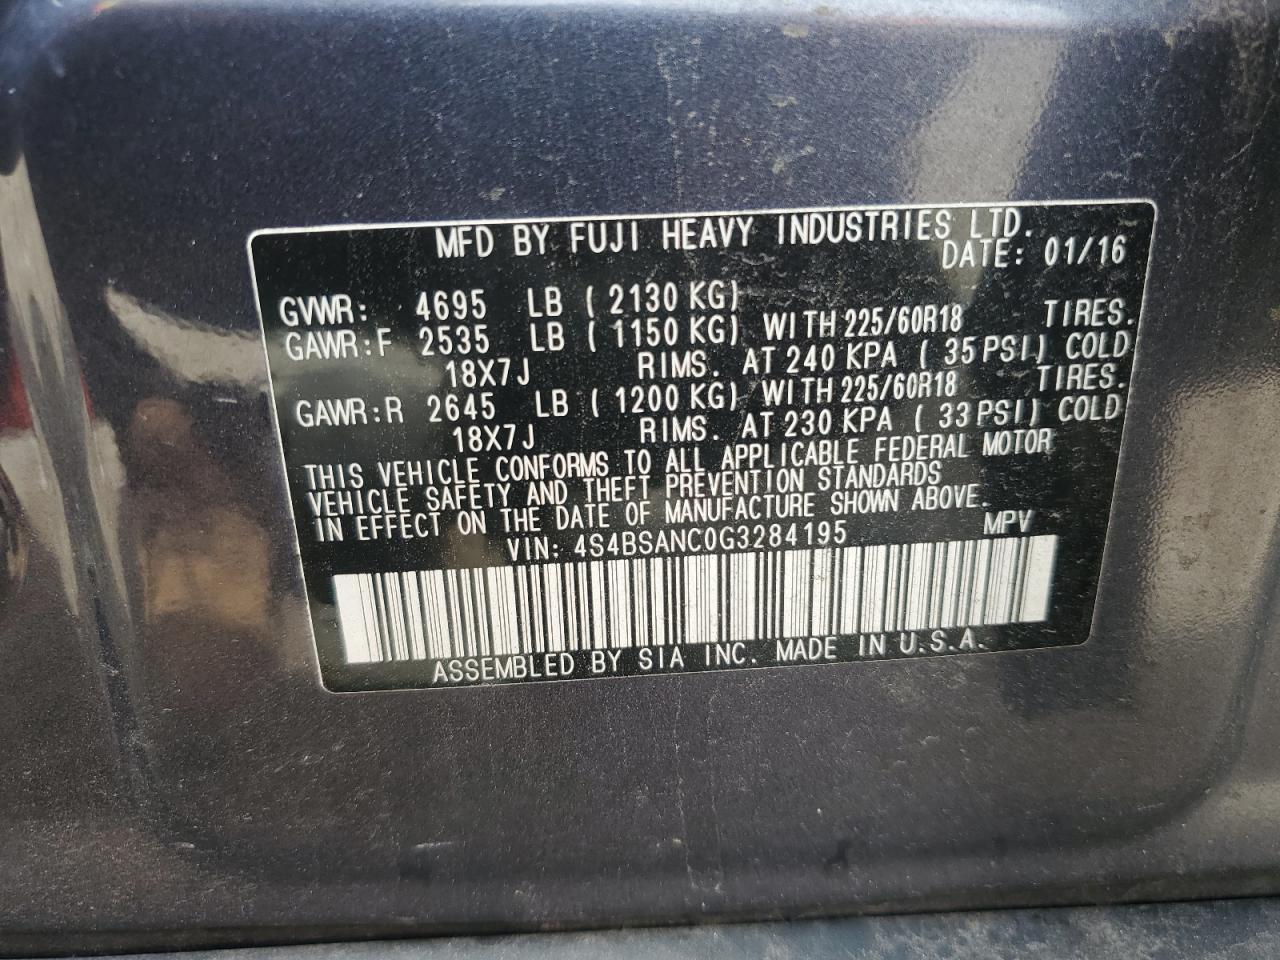 MFD BY FUJI HEAVY INDUSTRIES LTD.
DATE: 01/16
GVWR: 4695 LB ( 2130 KG)
GAWR:F 2535 LB ( 1150 KG) WITH 225/60R18 TIRES.
18X7J RIMS. AT 240 KPA ( 35 PSI) COLD
GAWR:R 2645 LB ( 1200 KG) WITH 225/60R18 TIRES.
18X7J RIMS. AT 230 KPA ( 33 PSI) COLD
THIS VEHICLE CONFORMS TO ALL APPLICABLE FEDERAL MOTOR
VEHICLE SAFETY AND THEFT PREVENTION STANDARDS
IN EFFECT ON THE DATE OF MANUFACTURE SHOWN ABOVE.
VIN: 4S4BSANC0G3284195 MPV
ASSEMBLED BY SIA INC. MADE IN U.S.A.